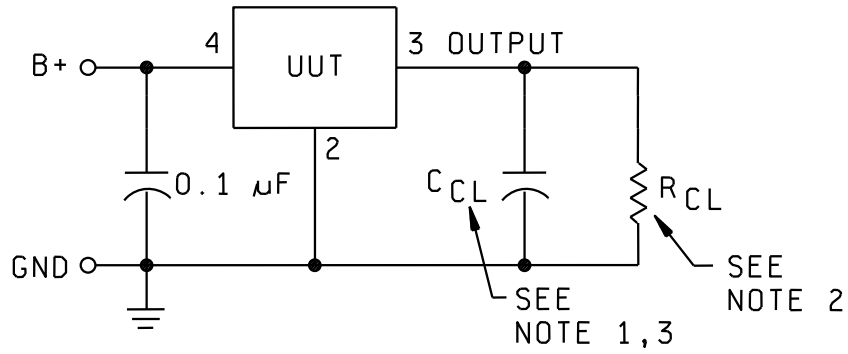 4
3 OUTPUT
B+
UUT
2
0.1 µF
C CL
R CL
GND
SEE
NOTE 2
SEE
NOTE 1,3